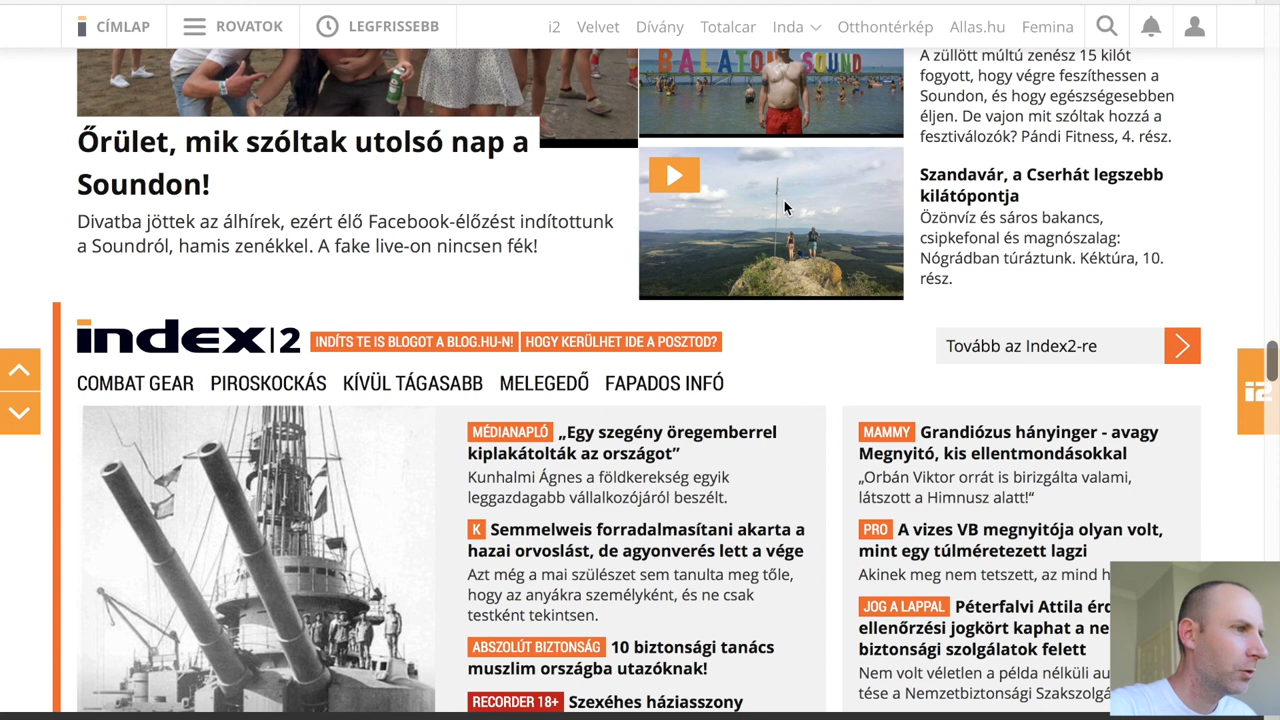 CÍMLAP
ROVATOK
LEGFRISSEBB
i2 Velvet Dívány Totalcar Inda Otthontérkép Allas.hu Femina
BALATON SOUND
Őrület, mik szóltak utolsó nap a
Soundon!
Divatba jöttek az álhírek, ezért élő Facebook-élőzést indítottunk
a Soundról, hamis zenékkel. A fake live-on nincsen fék!
A züllött múltú zenész 15 kilót
fogyott, hogy végre feszíthessen a
Soundon, és hogy egészségesebben
éljen. De vajon mit szóltak hozzá a
fesztiválozók? Pándi Fitness, 4. rész.
Szandavár, a Cserhát legszebb
kilátópontja
Özönvíz és sáros bakancs,
csipkefonal és magnószalag:
Nógrádban túráztunk. Kéktúra, 10.
rész.
index|2
INDÍTS TE IS BLOGOT A BLOG.HU-N! HOGY KERÜLHET IDE A POSZTOD?
Tovább az Index2-re
i2
COMBAT GEAR PIROSKOCKÁS KÍVÜL TÁGASABB MELEGEDŐ FAPADOS INFÓ
MÉDIANAPLÓ „Egy szegény öregemberrel
kiplakátolták az országot”
Kunhalmi Ágnes a földkerekség egyik
leggazdagabb vállalkozójáról beszélt.
K Semmelweis forradalmasítani akarta a
hazai orvoslást, de agyonverés lett a vége
Azt még a mai szülészet sem tanulta meg tőle,
hogy az anyákra személyként, és ne csak
testként tekintsen.
ABSZOLÚT BIZTONSÁG 10 biztonsági tanács
muszlim országba utazóknak!
RECORDER 18+ Szexéhes háziasszony
MAMMY Grandiózus hányinger - avagy
Megnyitó, kis ellentmondásokkal
„Orbán Viktor orrát is birizgálta valami,
látszott a Himnusz alatt!“
PRO A vizes VB megnyitója olyan volt,
mint egy túlméretezett lagzi
Akinek meg nem tetszett, az mind h
JOG A LAPPAL Péterfalvi Attila érd
ellenőrzési jogkört kaphat a ne
biztonsági szolgálatok felett
Nem volt véletlen a példa nélküli au
tése a Nemzetbiztonsági Szakszolgá